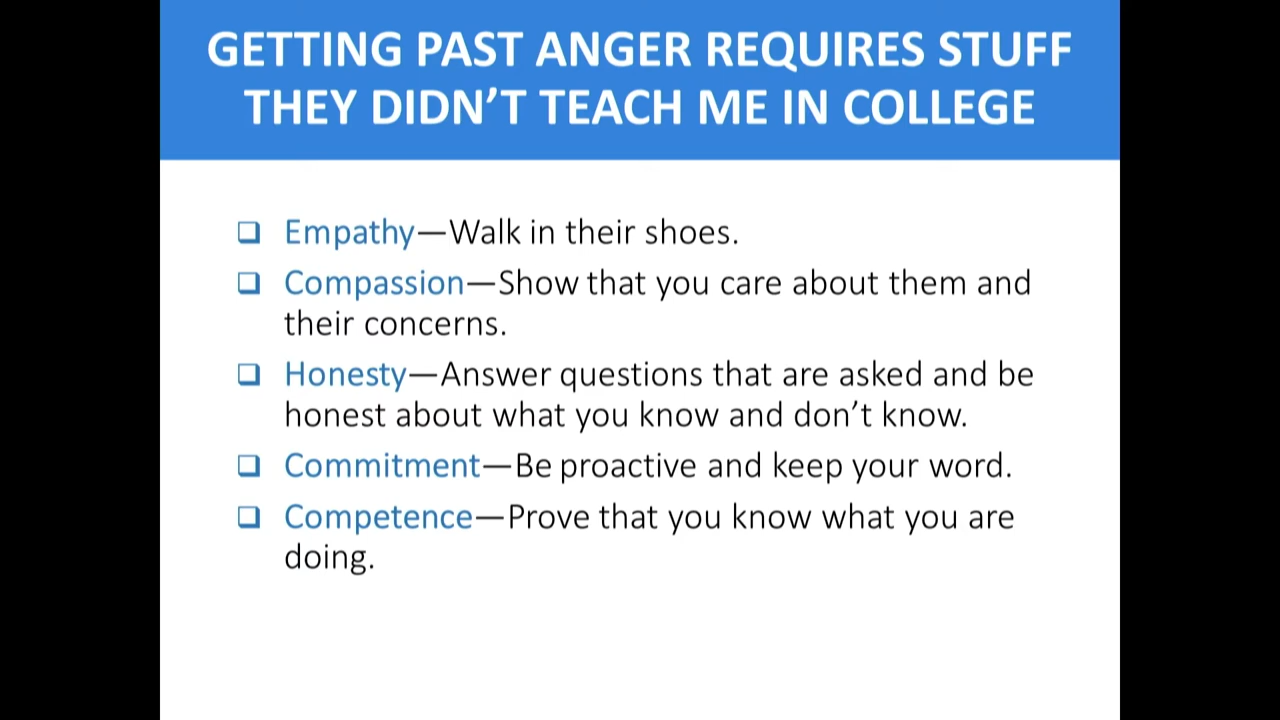 GETTING PAST ANGER REQUIRES STUFF
THEY DIDN’T TEACH ME IN COLLEGE
❑ Empathy—Walk in their shoes.
❑ Compassion—Show that you care about them and
their concerns.
❑ Honesty—Answer questions that are asked and be
honest about what you know and don’t know.
❑ Commitment—Be proactive and keep your word.
❑ Competence—Prove that you know what you are
doing.